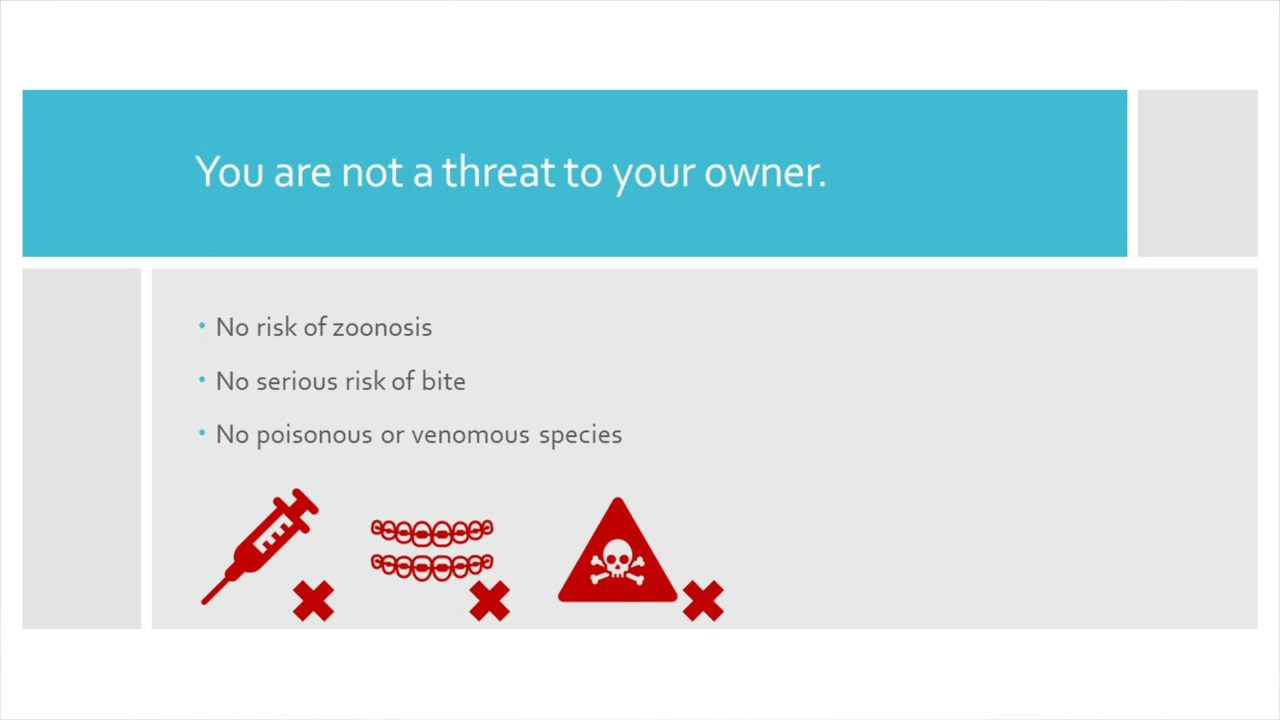 You are not a threat to your owner.
No risk of zoonosis
No serious risk of bite
No poisonous or venomous species